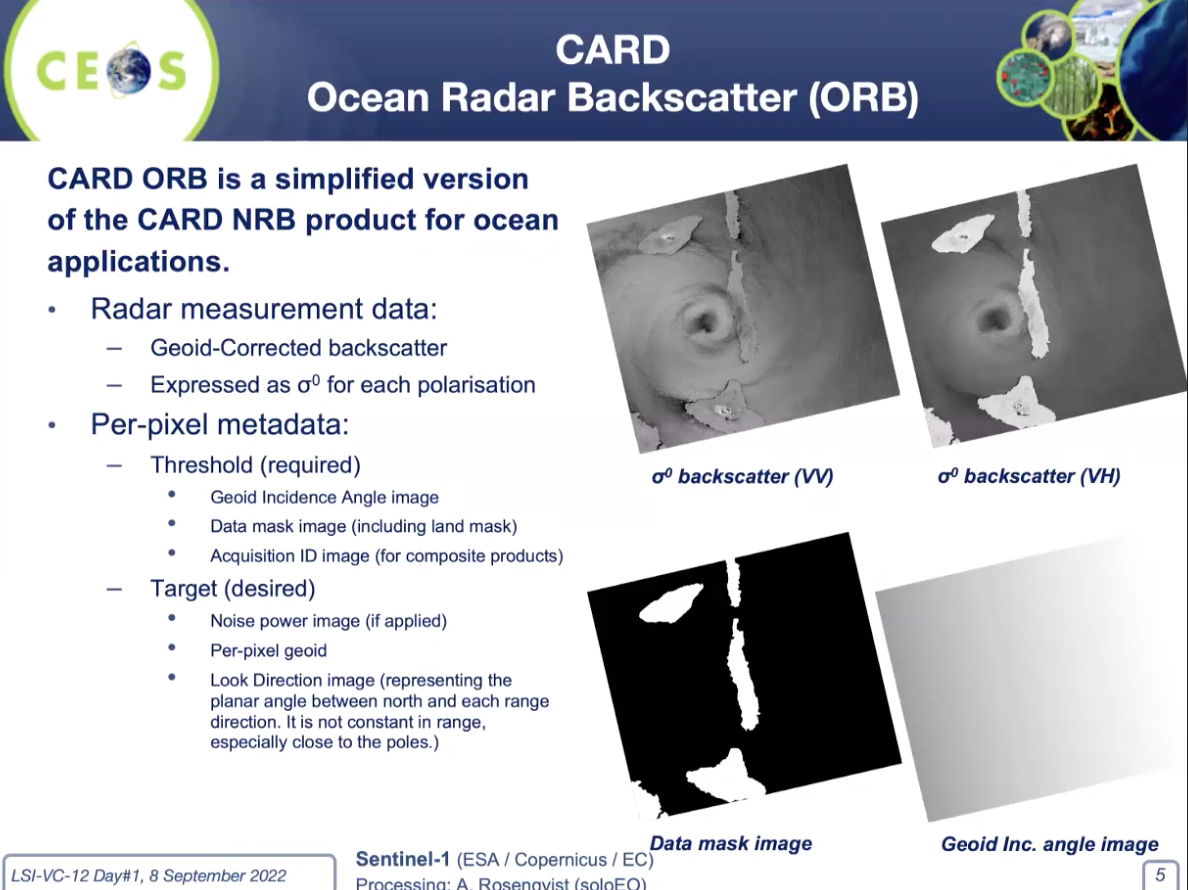 CEOS
CARD
Ocean Radar Backscatter (ORB)
CARD ORB is a simplified version
of the CARD NRB product for ocean
applications.
• Radar measurement data:
– Geoid-Corrected backscatter
– Expressed as σ⁰ for each polarisation
• Per-pixel metadata:
– Threshold (required)
• Geoid Incidence Angle image
• Data mask image (including land mask)
• Acquisition ID image (for composite products)
– Target (desired)
• Noise power image (if applied)
• Per-pixel geoid
• Look Direction image (representing the
planar angle between north and each range
direction. It is not constant in range,
especially close to the poles.)
σ⁰ backscatter (VV)
σ⁰ backscatter (VH)
Data mask image
Geoid Inc. angle image
Sentinel-1 (ESA / Copernicus / EC)
Processing: A. Rosenqvist (soloEO)
LSI-VC-12 Day#1, 8 September 2022
5